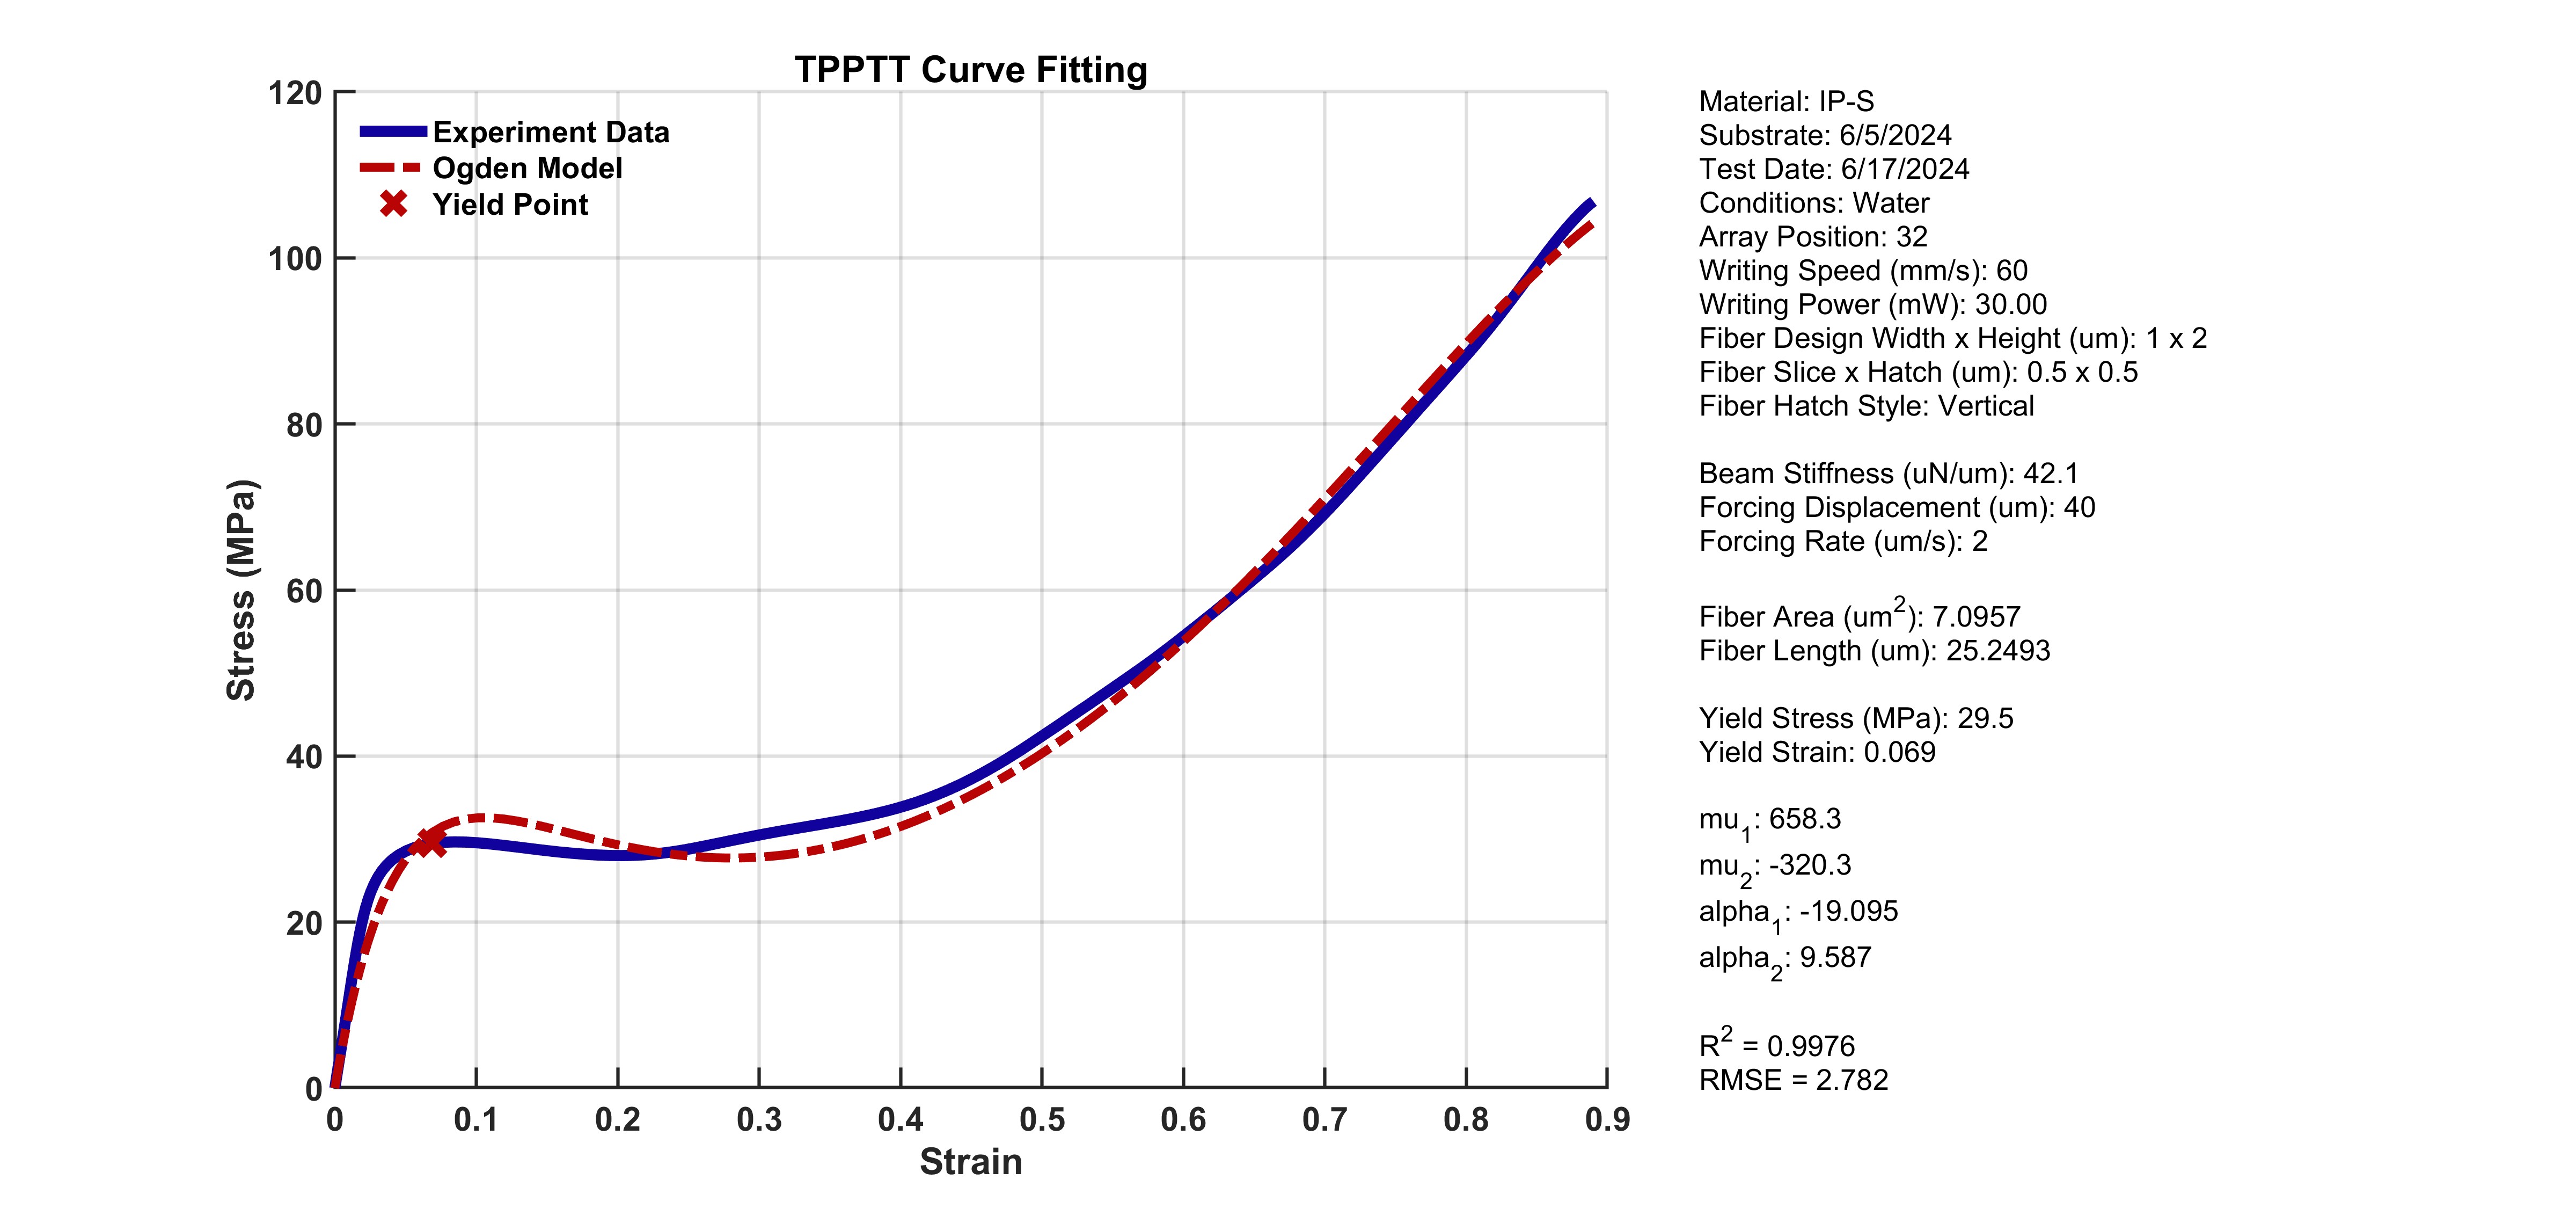 TPPTT Curve Fitting
120
100
80
60
40
20
0
Stress (MPa)
Experiment Data
Ogden Model
Yield Point
0 0.1 0.2 0.3 0.4 0.5 0.6 0.7 0.8 0.9
Strain
Material: IP-S
Substrate: 6/5/2024
Test Date: 6/17/2024
Conditions: Water
Array Position: 32
Writing Speed (mm/s): 60
Writing Power (mW): 30.00
Fiber Design Width x Height (um): 1 x 2
Fiber Slice x Hatch (um): 0.5 x 0.5
Fiber Hatch Style: Vertical
Beam Stiffness (uN/um): 42.1
Forcing Displacement (um): 40
Forcing Rate (um/s): 2
Fiber Area (um²): 7.0957
Fiber Length (um): 25.2493
Yield Stress (MPa): 29.5
Yield Strain: 0.069
mu₁: 658.3
mu₂: -320.3
alpha₁: -19.095
alpha₂: 9.587
R² = 0.9976
RMSE = 2.782